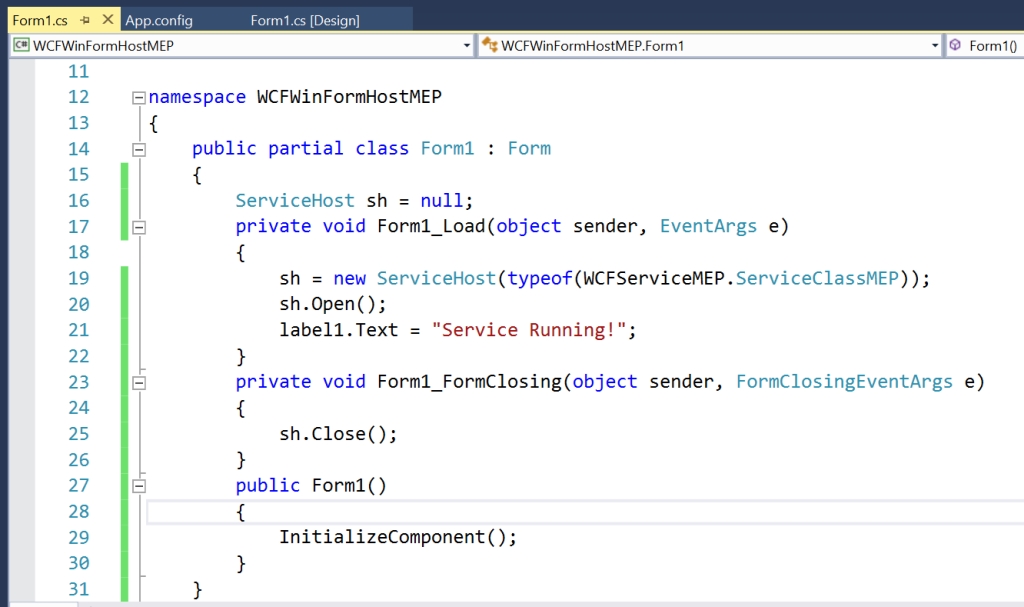 Form1.cs App.config Form1.cs [Design]
C# WCFWinFormHostMEP WCFWinFormHostMEP.Form1 Form1()
11
12 namespace WCFWinFormHostMEP
13 {
14 public partial class Form1 : Form
15 {
16 ServiceHost sh = null;
17 private void Form1_Load(object sender, EventArgs e)
18 {
19 sh = new ServiceHost(typeof(WCFServiceMEP.ServiceClassMEP));
20 sh.Open();
21 label1.Text = "Service Running!";
22 }
23 private void Form1_FormClosing(object sender, FormClosingEventArgs e)
24 {
25 sh.Close();
26 }
27 public Form1()
28 {
29 InitializeComponent();
30 }
31 }